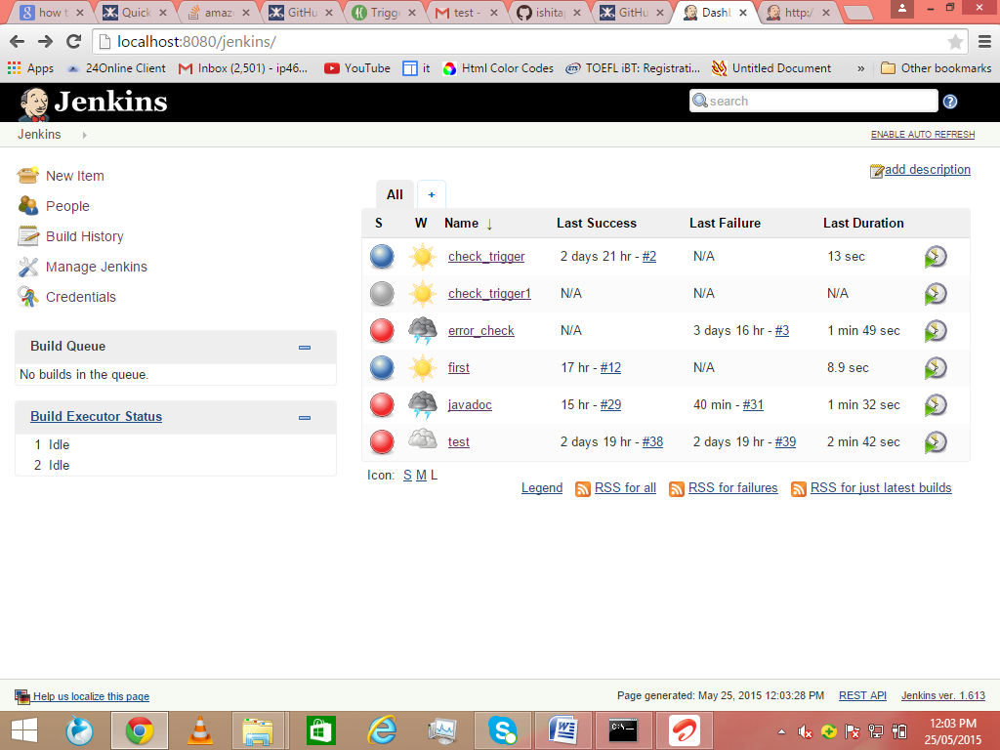 how t
Quick
amaz
GitHu
Trigge
test -
ishita
GitHu
Dashb
http:/
localhost:8080/jenkins/
Apps 24Online Client Inbox (2,501) - ip46... YouTube it Html Color Codes TOEFL iBT: Registrati... Untitled Document » Other bookmarks
Jenkins
search
Jenkins
ENABLE AUTO REFRESH
add description
New Item
People
Build History
Manage Jenkins
Credentials
Build Queue
No builds in the queue.
Build Executor Status
1 Idle
2 Idle
All +
S W Name ↓ Last Success Last Failure Last Duration
check_trigger 2 days 21 hr - #2 N/A 13 sec
check_trigger1 N/A N/A N/A
error_check N/A 3 days 16 hr - #3 1 min 49 sec
first 17 hr - #12 N/A 8.9 sec
javadoc 15 hr - #29 40 min - #31 1 min 32 sec
test 2 days 19 hr - #38 2 days 19 hr - #39 2 min 42 sec
Icon: S M L
Legend RSS for all RSS for failures RSS for just latest builds
Help us localize this page
Page generated: May 25, 2015 12:03:28 PM REST API Jenkins ver. 1.613
12:03 PM
25/05/2015